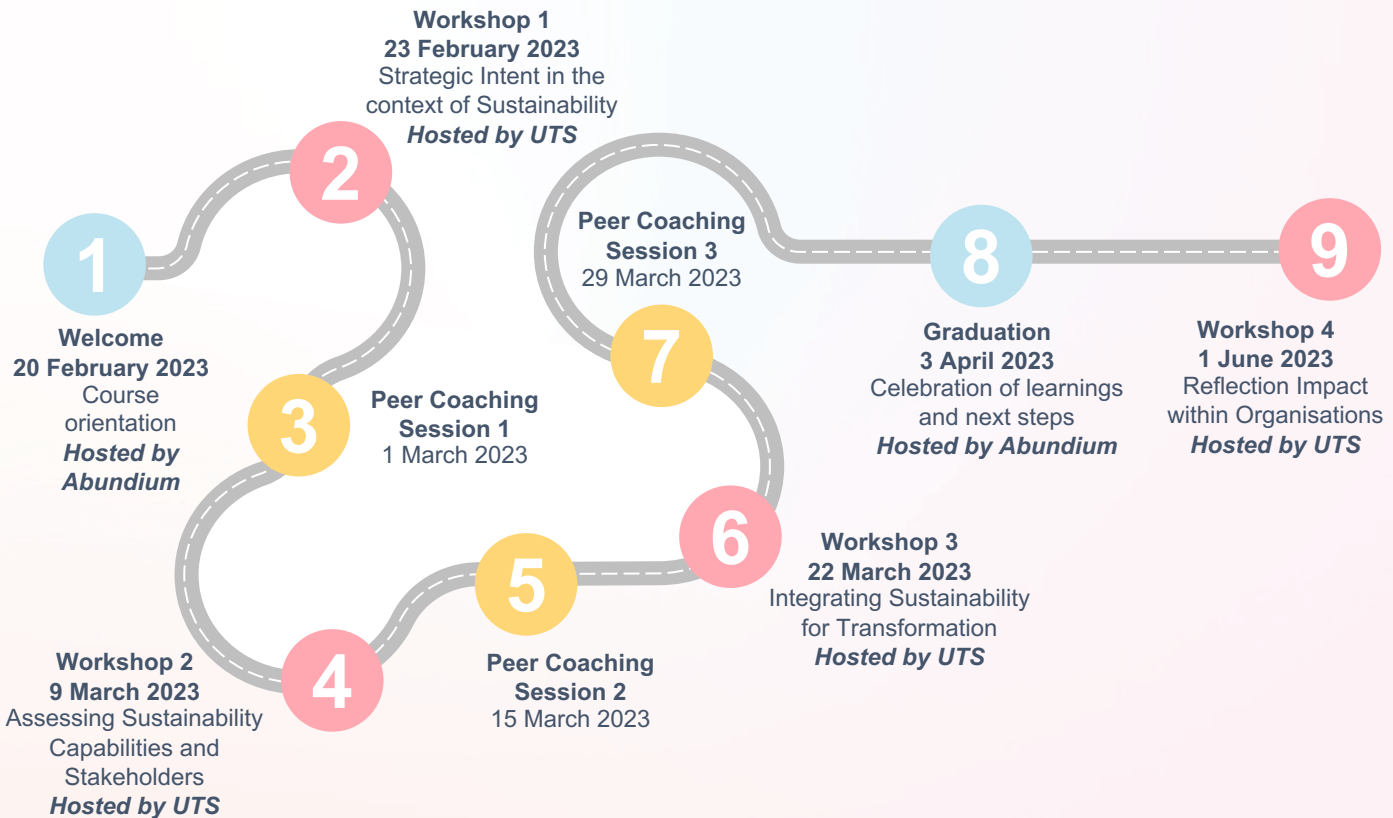 1
Welcome
20 February 2023
Course
orientation
Hosted by
Abundium
2
Workshop 1
23 February 2023
Strategic Intent in the
context of Sustainability
Hosted by UTS
3
Peer Coaching
Session 1
1 March 2023
4
Workshop 2
9 March 2023
Assessing Sustainability
Capabilities and
Stakeholders
Hosted by UTS
5
Peer Coaching
Session 2
15 March 2023
6
Workshop 3
22 March 2023
Integrating Sustainability
for Transformation
Hosted by UTS
7
Peer Coaching
Session 3
29 March 2023
8
Graduation
3 April 2023
Celebration of learnings
and next steps
Hosted by Abundium
9
Workshop 4
1 June 2023
Reflection Impact
within Organisations
Hosted by UTS